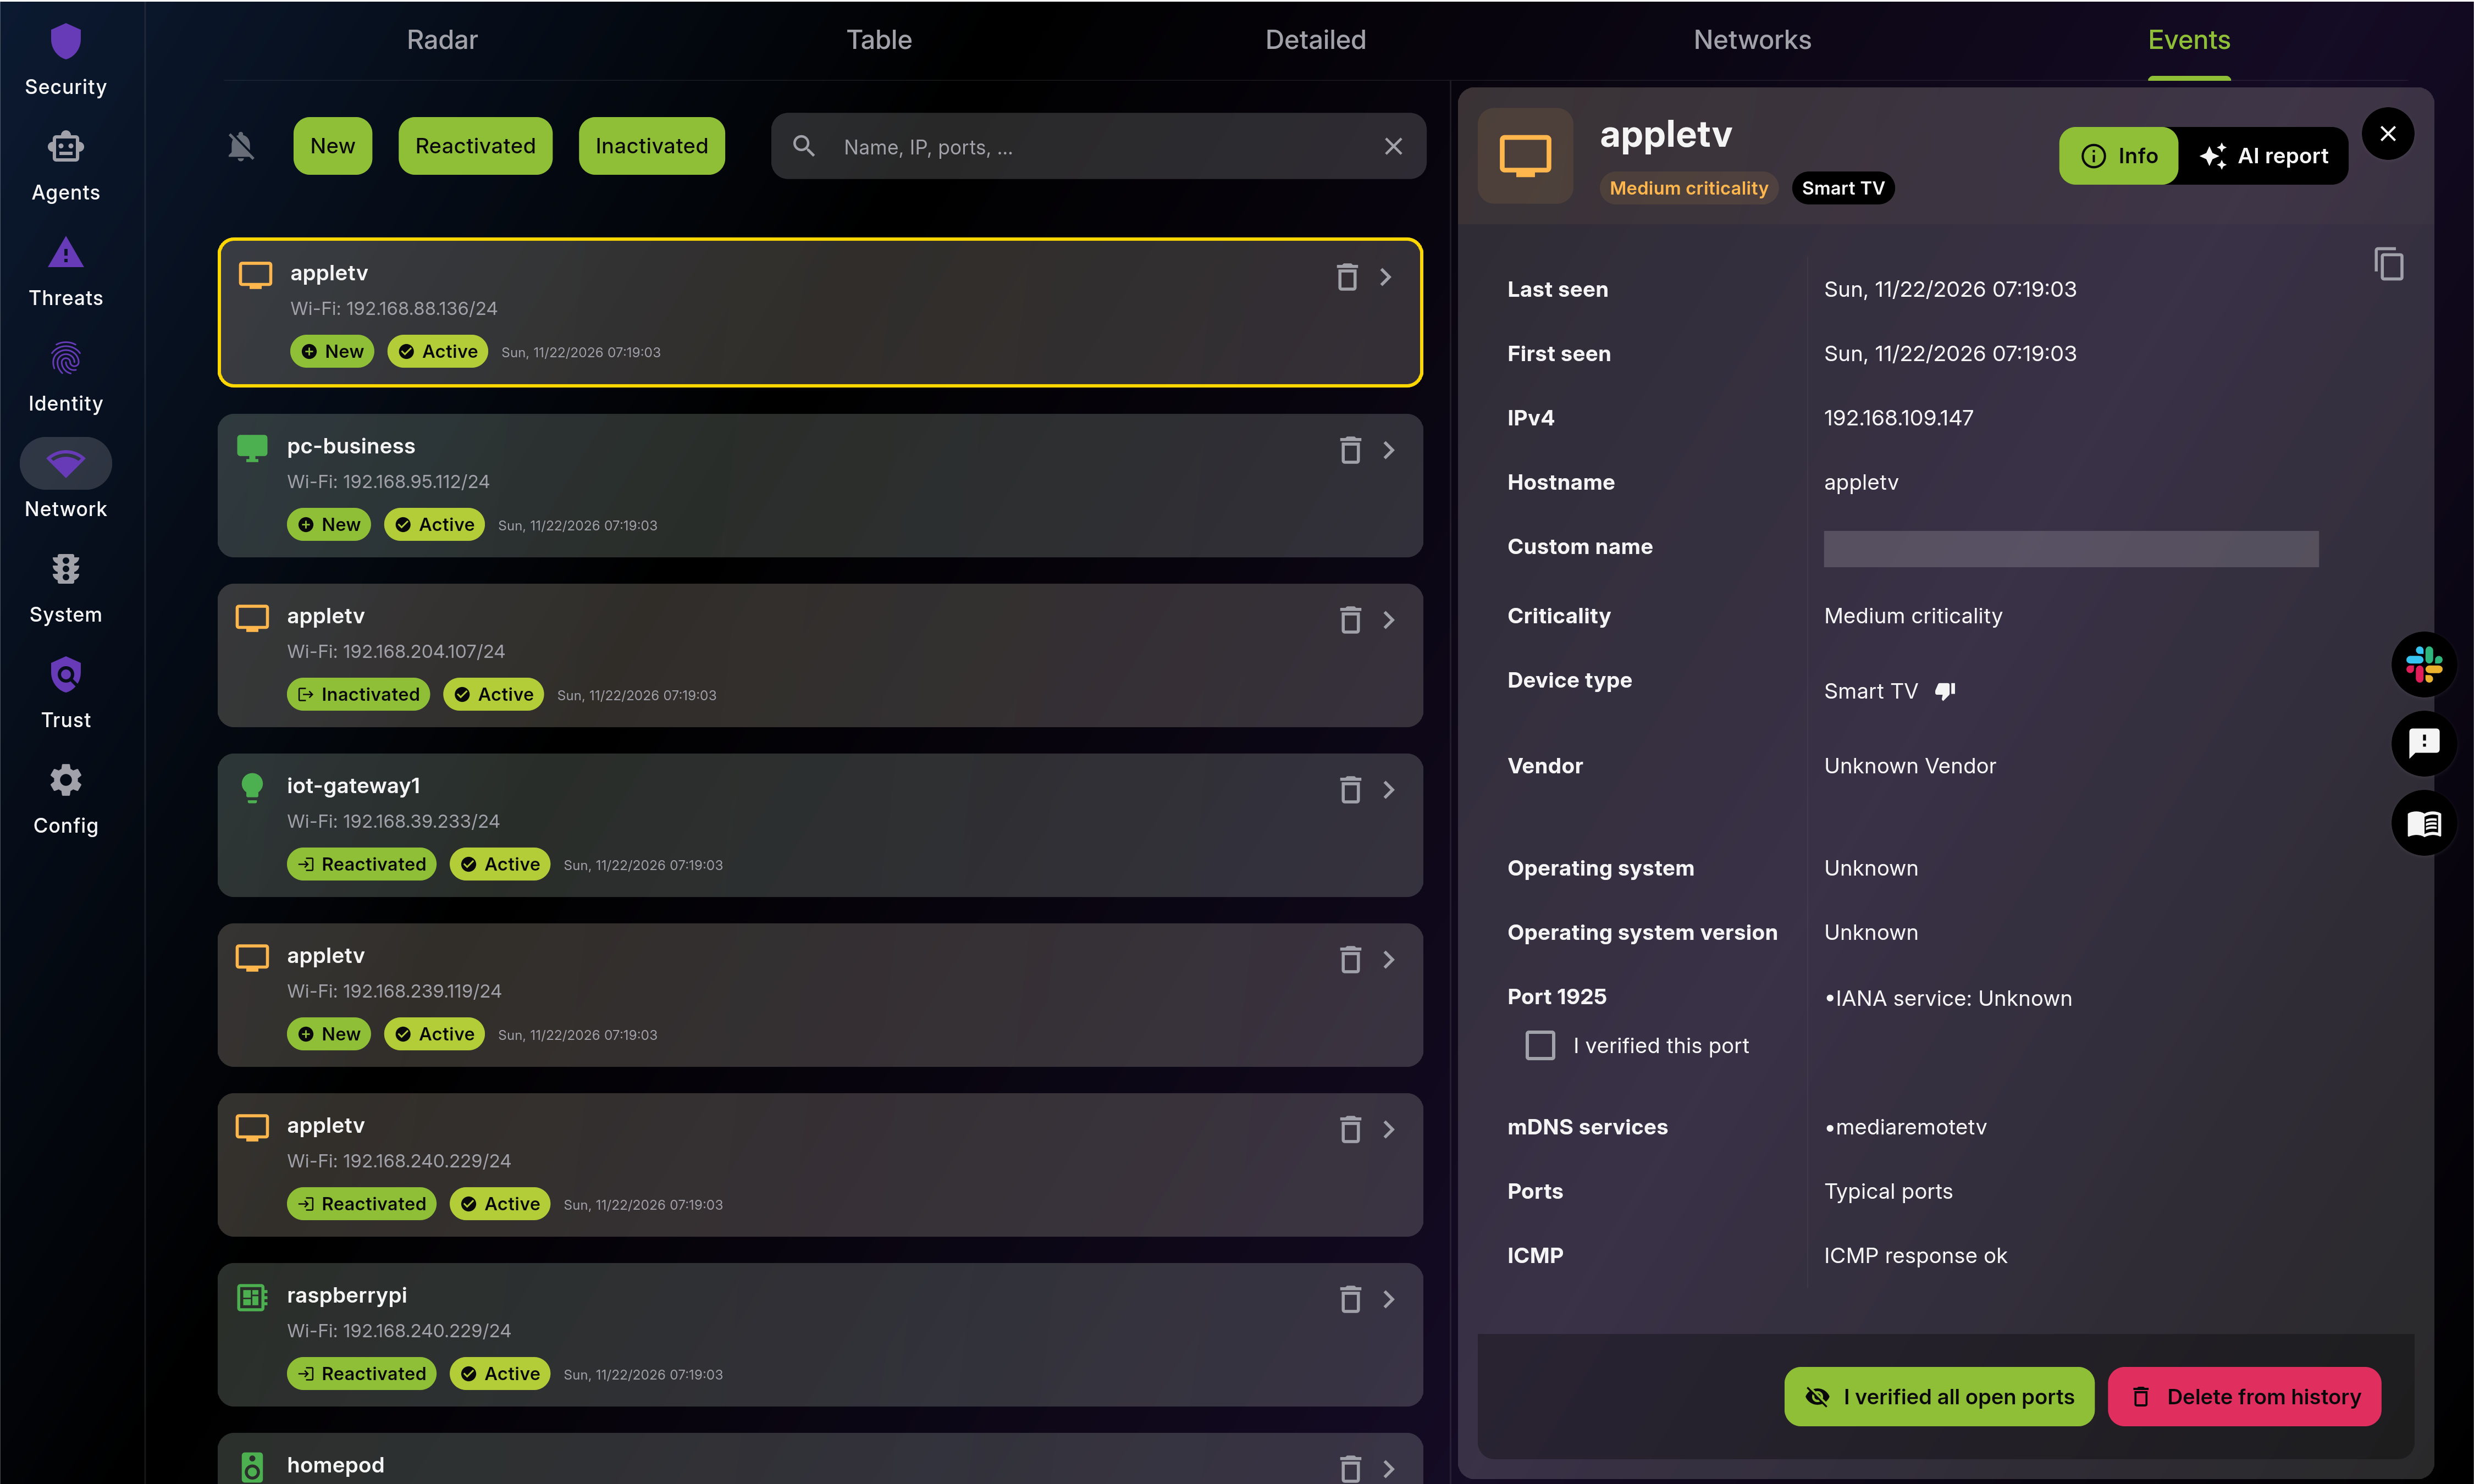 Security
Agents
Threats
Identity
Network
System
Trust
Config
Radar
Table
Detailed
Networks
Events
New
Reactivated
Inactivated
Name, IP, ports, ...
appletv
Wi-Fi: 192.168.88.136/24
New
Active
Sun, 11/22/2026 07:19:03
pc-business
Wi-Fi: 192.168.95.112/24
New
Active
Sun, 11/22/2026 07:19:03
appletv
Wi-Fi: 192.168.204.107/24
Inactivated
Active
Sun, 11/22/2026 07:19:03
iot-gateway1
Wi-Fi: 192.168.39.233/24
Reactivated
Active
Sun, 11/22/2026 07:19:03
appletv
Wi-Fi: 192.168.239.119/24
New
Active
Sun, 11/22/2026 07:19:03
appletv
Wi-Fi: 192.168.240.229/24
Reactivated
Active
Sun, 11/22/2026 07:19:03
raspberrypi
Wi-Fi: 192.168.240.229/24
Reactivated
Active
Sun, 11/22/2026 07:19:03
homepod
appletv
Medium criticality
Smart TV
Info
AI report
Last seen Sun, 11/22/2026 07:19:03
First seen Sun, 11/22/2026 07:19:03
IPv4 192.168.109.147
Hostname appletv
Custom name
Criticality Medium criticality
Device type Smart TV
Vendor Unknown Vendor
Operating system Unknown
Operating system version Unknown
Port 1925 •IANA service: Unknown
I verified this port
mDNS services •mediaremotetv
Ports Typical ports
ICMP ICMP response ok
I verified all open ports
Delete from history